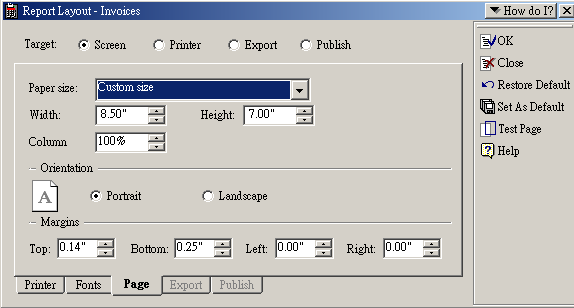 Report Layout - Invoices
How do I?
Target: Screen Printer Export Publish
Paper size: Custom size
Width: 8.50" Height: 7.00"
Column 100%
Orientation
A Portrait Landscape
Margins
Top: 0.14" Bottom: 0.25" Left: 0.00" Right: 0.00"
Printer Fonts Page Export Publish
OK
Close
Restore Default
Set As Default
Test Page
? Help